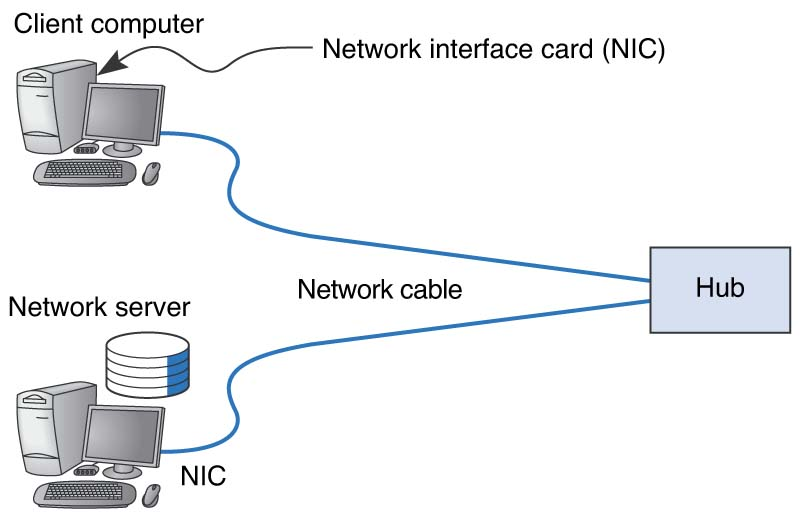 Client computer
Network interface card (NIC)
Network cable
Hub
Network server
NIC